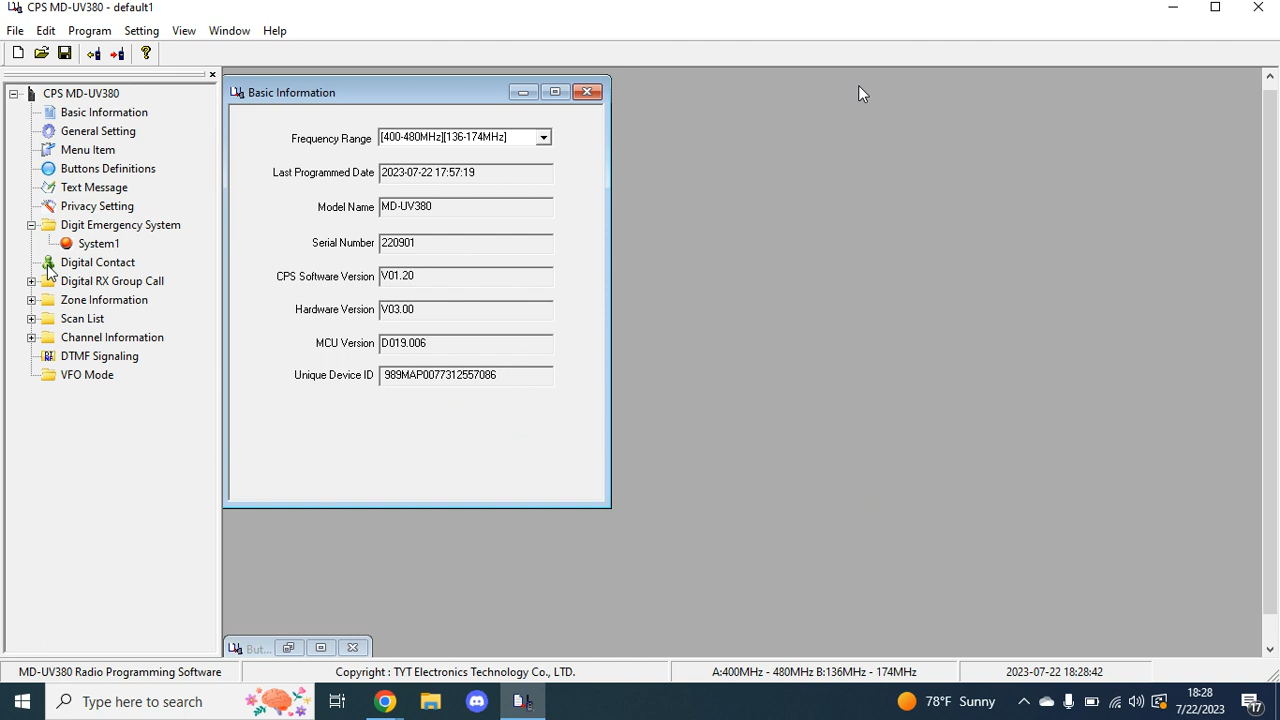 CPS MD-UV380 - default1
File Edit Program Setting View Window Help
CPS MD-UV380
Basic Information
General Setting
Menu Item
Buttons Definitions
Text Message
Privacy Setting
Digit Emergency System
System1
Digital Contact
Digital RX Group Call
Zone Information
Scan List
Channel Information
DTMF Signaling
VFO Mode
Basic Information
Frequency Range [400-480MHz][136-174MHz]
Last Programmed Date 2023-07-22 17:57:19
Model Name MD-UV380
Serial Number 220901
CPS Software Version V01.20
Hardware Version V03.00
MCU Version D019.006
Unique Device ID 989MAP0077312557086
But...
MD-UV380 Radio Programming Software Copyright : TYT Electronics Technology Co., LTD. A:400MHz - 480MHz B:136MHz - 174MHz 2023-07-22 18:28:42
Type here to search 78°F Sunny 18:28
7/22/2023 17